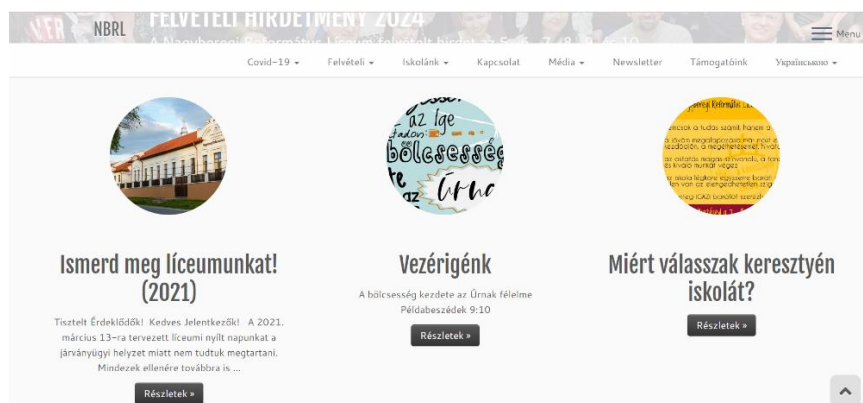 FELVÉTELI HIRDETMÉNY 2024
NBRL
Menu
Covid-19 Felvételi Iskolánk Kapcsolat Média Newsletter Támogatóink Українською
az Ige
bölcsesség
az Úrna
Ismerd meg líceumunkat!
(2021)
Vezérigénk
Miért válasszak keresztyén
iskolát?
Tisztelt Érdeklődők! Kedves Jelentkezők! A 2021.
március 13-ra tervezett líceumi nyílt napunkat a
járványügyi helyzet miatt nem tudtuk megtartani.
Mindezek ellenére továbbra is ...
Részletek »
A bölcsesség kezdete az Úrnak félelme
Példabeszédek 9:10
Részletek »
Részletek »